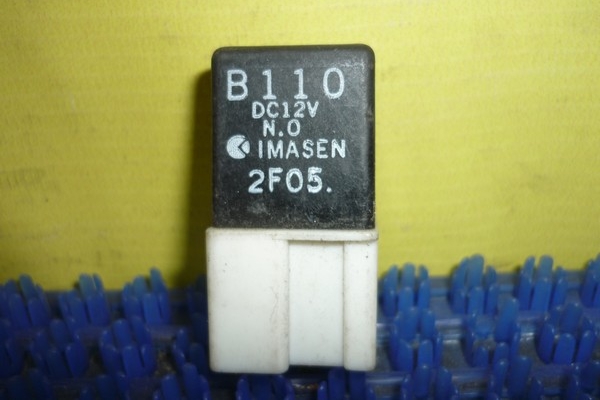 B110
DC12V
N.O
IMASEN
2F05.